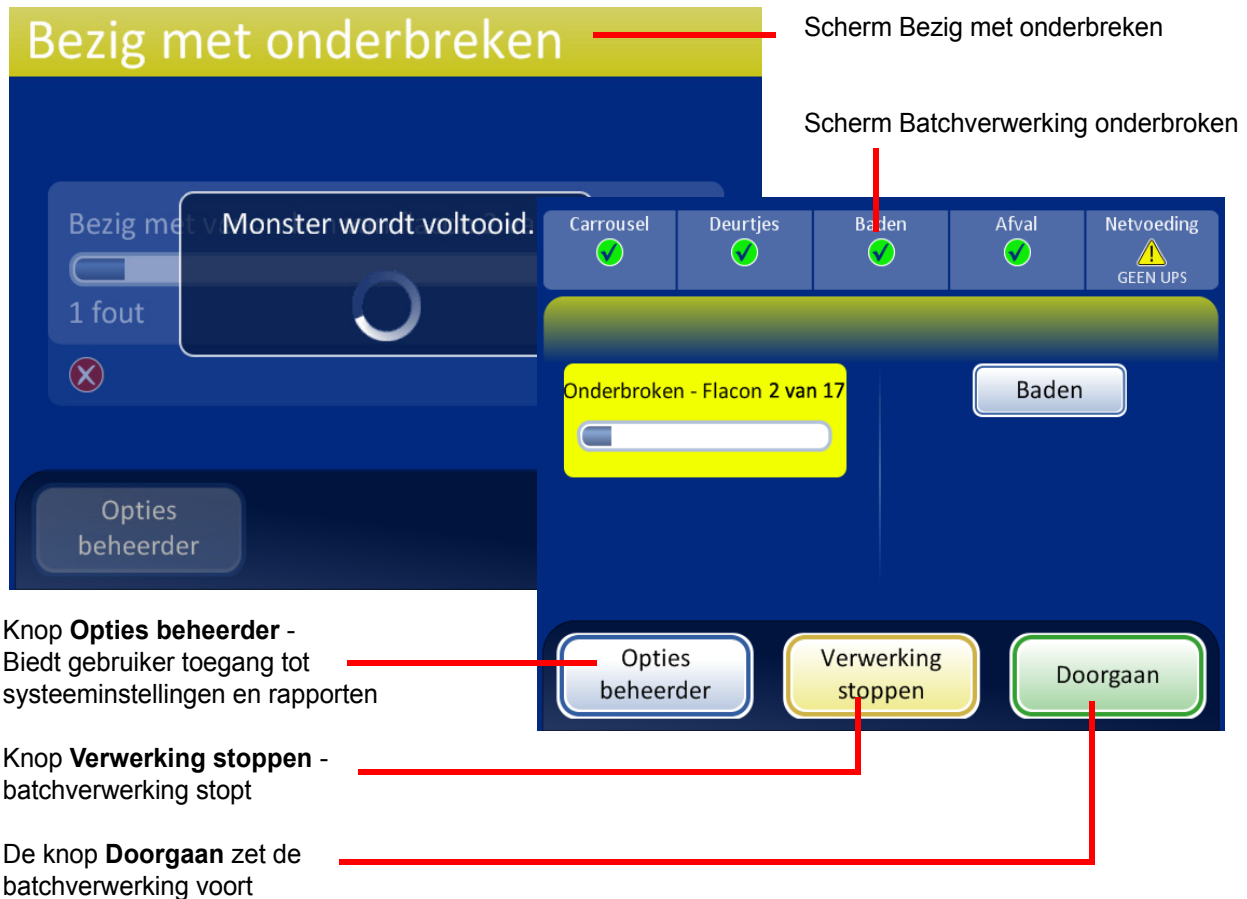 Bezig met onderbreken
Scherm Bezig met onderbreken
Scherm Batchverwerking onderbroken
Bezig met
Monster wordt voltooid.
1 fout
Opties
beheerder
Carrousel
Deurtjes
Baden
Afval
Netvoeding
GEEN UPS
Onderbroken - Flacon 2 van 17
Baden
Opties
beheerder
Verwerking
stoppen
Doorgaan
Knop Opties beheerder -
Biedt gebruiker toegang tot
systeeminstellingen en rapporten
Knop Verwerking stoppen -
batchverwerking stopt
De knop Doorgaan zet de
batchverwerking voort